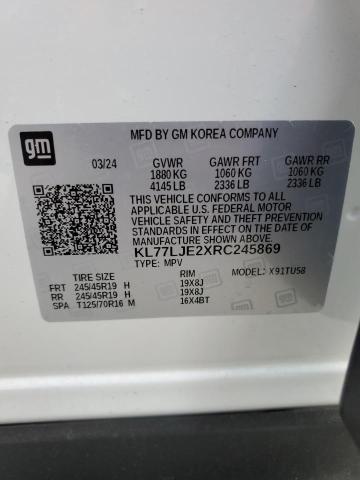 gm
MFD BY GM KOREA COMPANY
03/24 GVWR GAWR FRT GAWR RR
1880 KG 1060 KG 1060 KG
4145 LB 2336 LB 2336 LB
THIS VEHICLE CONFORMS TO ALL
APPLICABLE U.S. FEDERAL MOTOR
VEHICLE SAFETY AND BUMPER
STANDARDS IN EFFECT ON THE DATE
OF MANUFACTURE SHOWN ABOVE.
KL77LJE2XRC245869
TYPE: MPV MODEL: X91TU58
TIRE SIZE RIM
FRT 245/45R19 H 19X8J
RR 245/45R19 H 19X8J
SPA T125/70R16 M 16X4BT